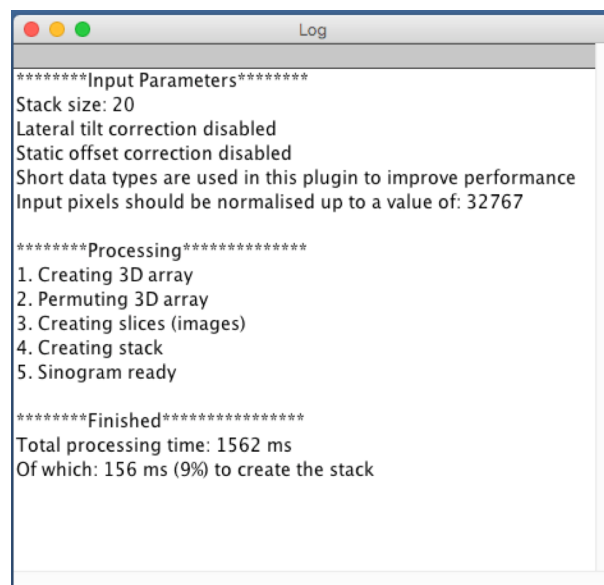 Log
********Input Parameters********
Stack size: 20
Lateral tilt correction disabled
Static offset correction disabled
Short data types are used in this plugin to improve performance
Input pixels should be normalised up to a value of: 32767
********Processing**************
1. Creating 3D array
2. Permuting 3D array
3. Creating slices (images)
4. Creating stack
5. Sinogram ready
********Finished****************
Total processing time: 1562 ms
Of which: 156 ms (9%) to create the stack